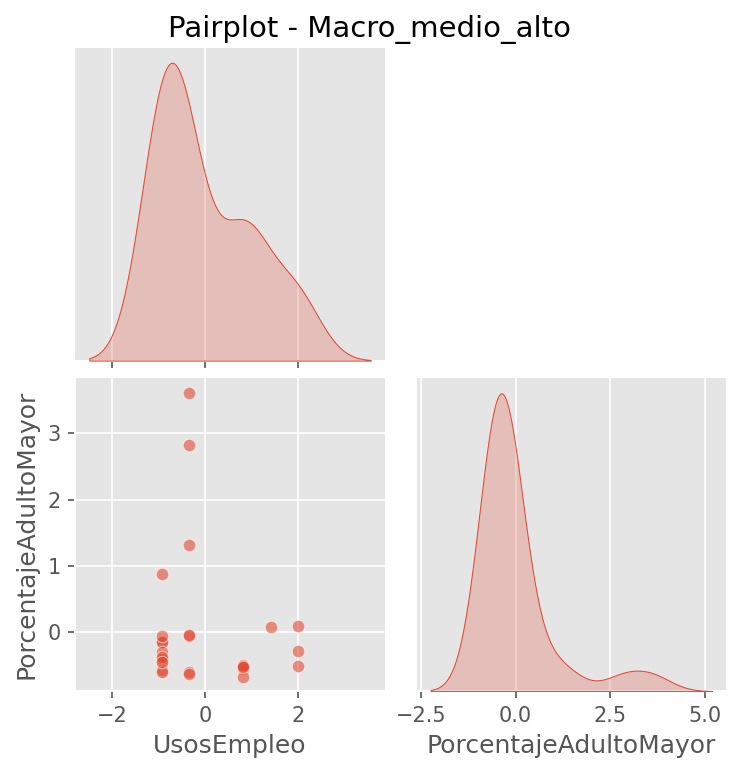 Pairplot - Macro_medio_alto
PorcentajeAdultoMayor
3
2
1
0
−2 0 2
−2.5 0.0 2.5 5.0
UsosEmpleo
PorcentajeAdultoMayor